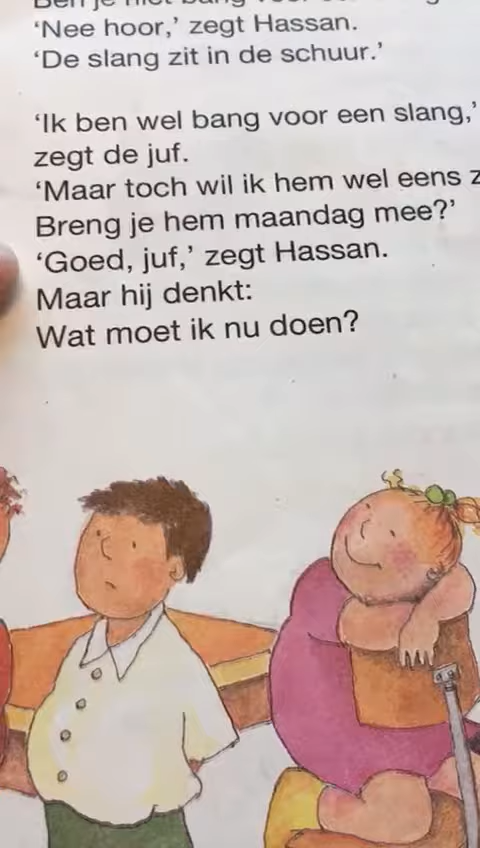 ‘Nee hoor,’ zegt Hassan.
‘De slang zit in de schuur.’
‘Ik ben wel bang voor een slang,’
zegt de juf.
‘Maar toch wil ik hem wel eens
Breng je hem maandag mee?’
‘Goed, juf,’ zegt Hassan.
Maar hij denkt:
Wat moet ik nu doen?